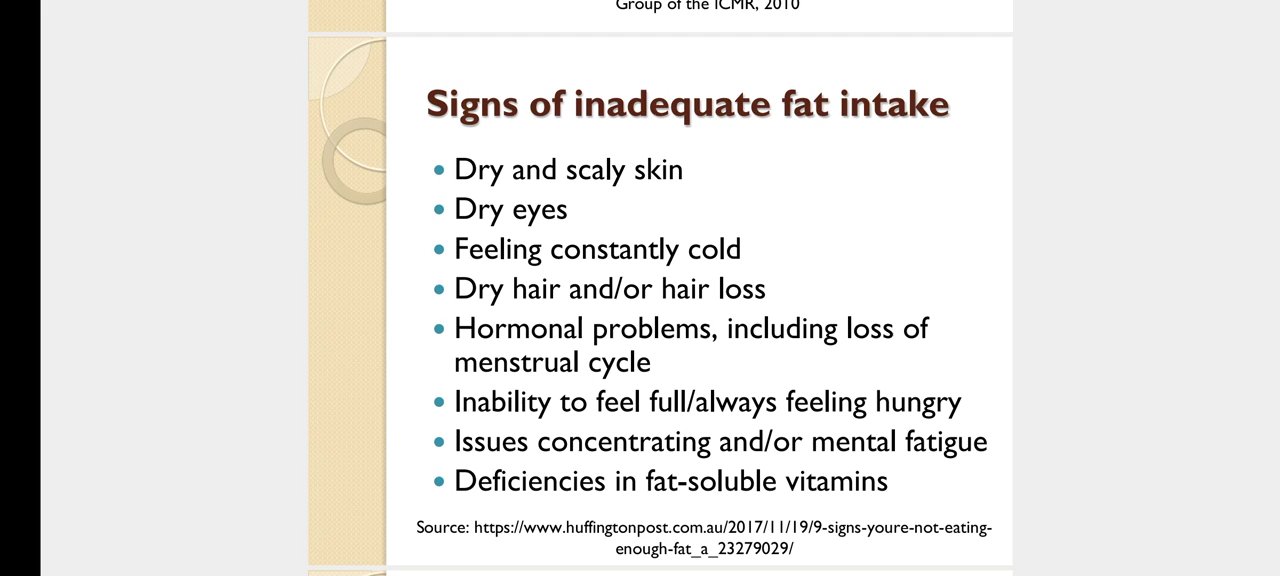 Group of the ICMR, 2010
Signs of inadequate fat intake
• Dry and scaly skin
• Dry eyes
• Feeling constantly cold
• Dry hair and/or hair loss
• Hormonal problems, including loss of
menstrual cycle
• Inability to feel full/always feeling hungry
• Issues concentrating and/or mental fatigue
• Deficiencies in fat-soluble vitamins
Source: https://www.huffingtonpost.com.au/2017/11/19/9-signs-youre-not-eating-
enough-fat_a_23279029/